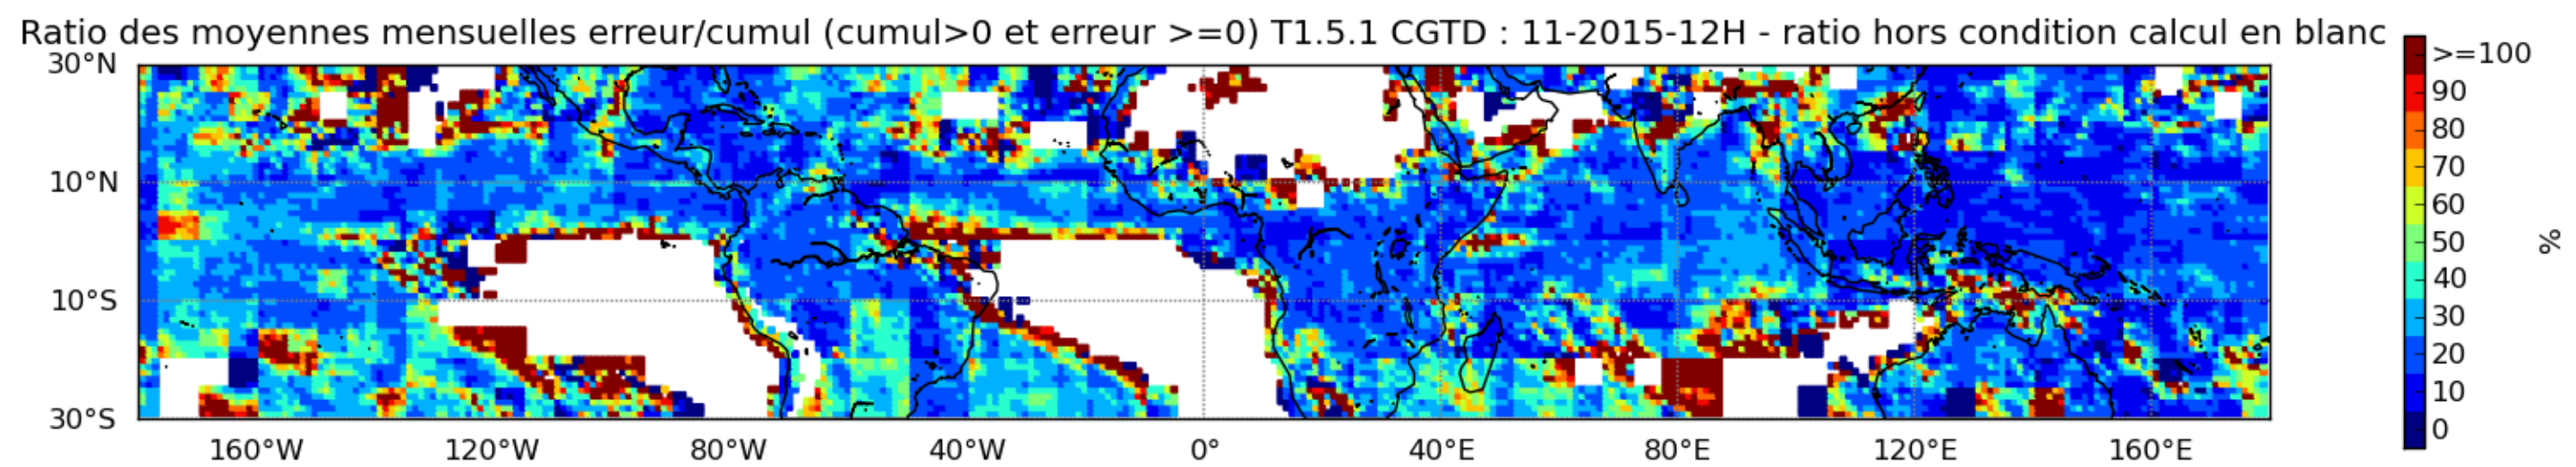 Ratio des moyennes mensuelles erreur/cumul (cumul>0 et erreur >=0) T1.5.1 CGTD : 11-2015-12H - ratio hors condition calcul en blanc
30°N
10°N
10°S
30°S
160°W 120°W 80°W 40°W 0° 40°E 80°E 120°E 160°E
>=100
90
80
70
60
50
40
30
20
10
0
%